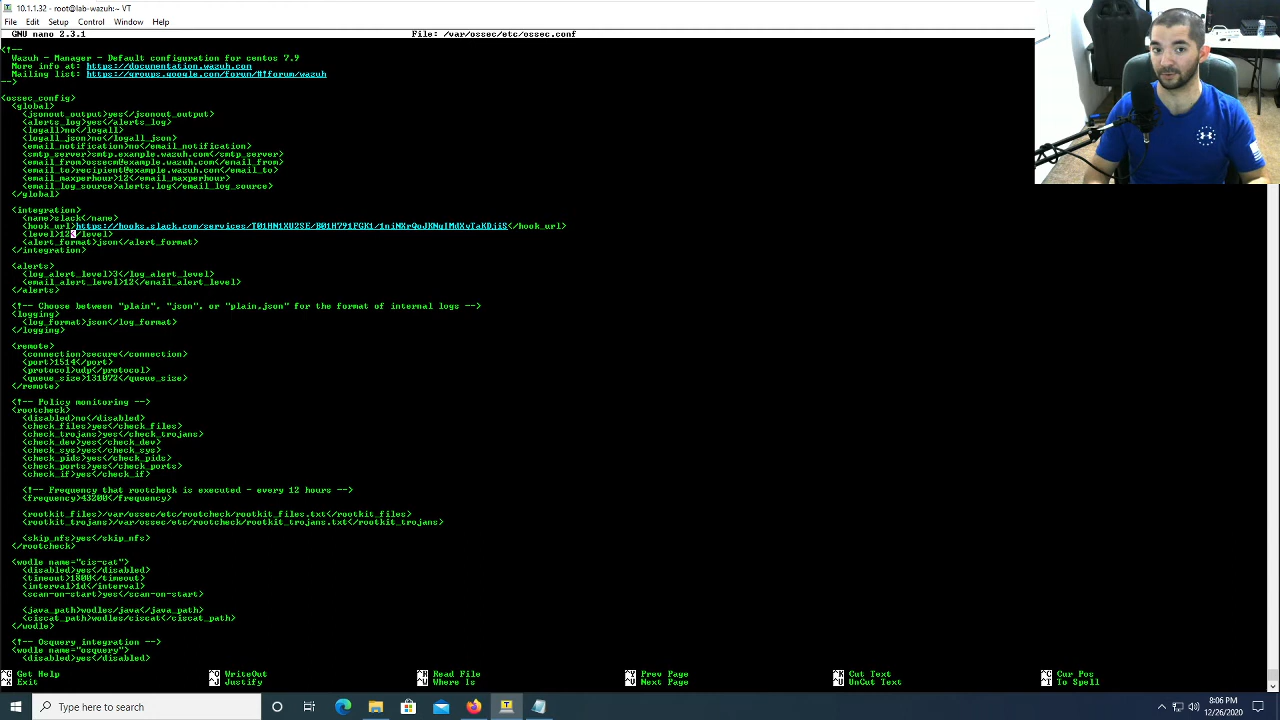 10.1.1.32 - root@lab-wazuh:~ VT
File Edit Setup Control Window Help
GNU nano 2.3.1 File: /var/ossec/etc/ossec.conf
<!--
Wazuh - Manager - Default configuration for centos 7.9
More info at: https://documentation.wazuh.com
Mailing list: https://groups.google.com/forum/#!forum/wazuh
-->
<ossec_config>
<global>
<jsonout_output>yes</jsonout_output>
<alerts_log>yes</alerts_log>
<logall>no</logall>
<logall_json>no</logall_json>
<email_notification>no</email_notification>
<smtp_server>smtp.example.wazuh.com</smtp_server>
<email_from>ossecm@example.wazuh.com</email_from>
<email_to>recipient@example.wazuh.com</email_to>
<email_maxperhour>12</email_maxperhour>
<email_log_source>alerts.log</email_log_source>
</global>
<integration>
<name>slack</name>
<hook_url>https://hooks.slack.com/services/</hook_url>
<level>12</level>
<alert_format>json</alert_format>
</integration>
<alerts>
<log_alert_level>3</log_alert_level>
<email_alert_level>12</email_alert_level>
</alerts>
<!-- Choose between "plain", "json", or "plain,json" for the format of internal logs -->
<logging>
<log_format>json</log_format>
</logging>
<remote>
<connection>secure</connection>
<port>1514</port>
<protocol>udp</protocol>
<queue_size>131072</queue_size>
</remote>
<!-- Policy monitoring -->
<rootcheck>
<disabled>no</disabled>
<check_files>yes</check_files>
<check_trojans>yes</check_trojans>
<check_dev>yes</check_dev>
<check_sys>yes</check_sys>
<check_pids>yes</check_pids>
<check_ports>yes</check_ports>
<check_if>yes</check_if>
<!-- Frequency that rootcheck is executed - every 12 hours -->
<frequency>43200</frequency>
<rootkit_files>/var/ossec/etc/rootcheck/rootkit_files.txt</rootkit_files>
<rootkit_trojans>/var/ossec/etc/rootcheck/rootkit_trojans.txt</rootkit_trojans>
<skip_nfs>yes</skip_nfs>
</rootcheck>
<wodle name="cis-cat">
<disabled>yes</disabled>
<timeout>1800</timeout>
<interval>1d</interval>
<scan-on-start>yes</scan-on-start>
<java_path>wodles/java</java_path>
<ciscat_path>wodles/ciscat</ciscat_path>
</wodle>
<!-- Osquery integration -->
<wodle name="osquery">
<disabled>yes</disabled>
^G Get Help ^O WriteOut ^R Read File ^Y Prev Page ^K Cut Text ^C Cur Pos
^X Exit ^J Justify ^W Where Is ^V Next Page ^U UnCut Text ^T To Spell
Type here to search
8:06 PM
12/26/2020